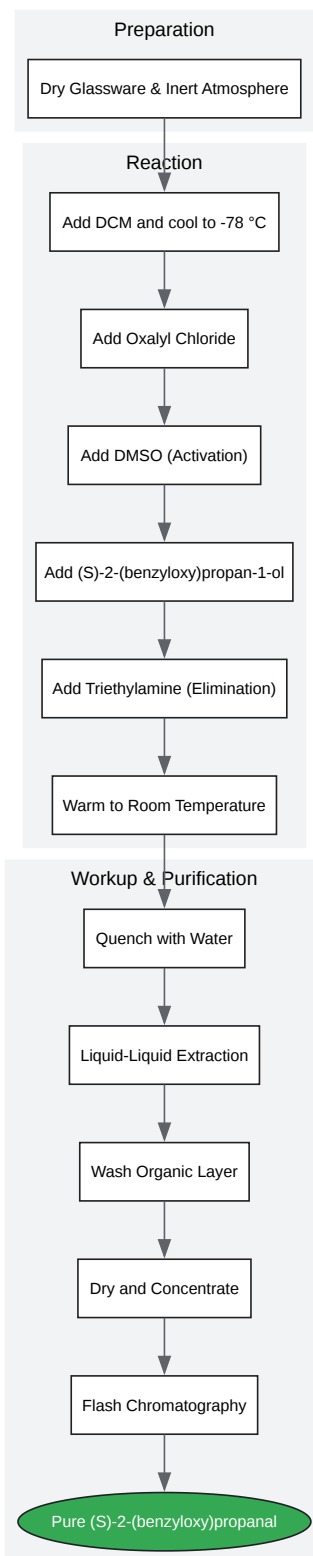 Preparation
Dry Glassware & Inert Atmosphere
Reaction
Add DCM and cool to -78 °C
Add Oxalyl Chloride
Add DMSO (Activation)
Add (S)-2-(benzyloxy)propan-1-ol
Add Triethylamine (Elimination)
Warm to Room Temperature
Workup & Purification
Quench with Water
Liquid-Liquid Extraction
Wash Organic Layer
Dry and Concentrate
Flash Chromatography
Pure (S)-2-(benzyloxy)propanal